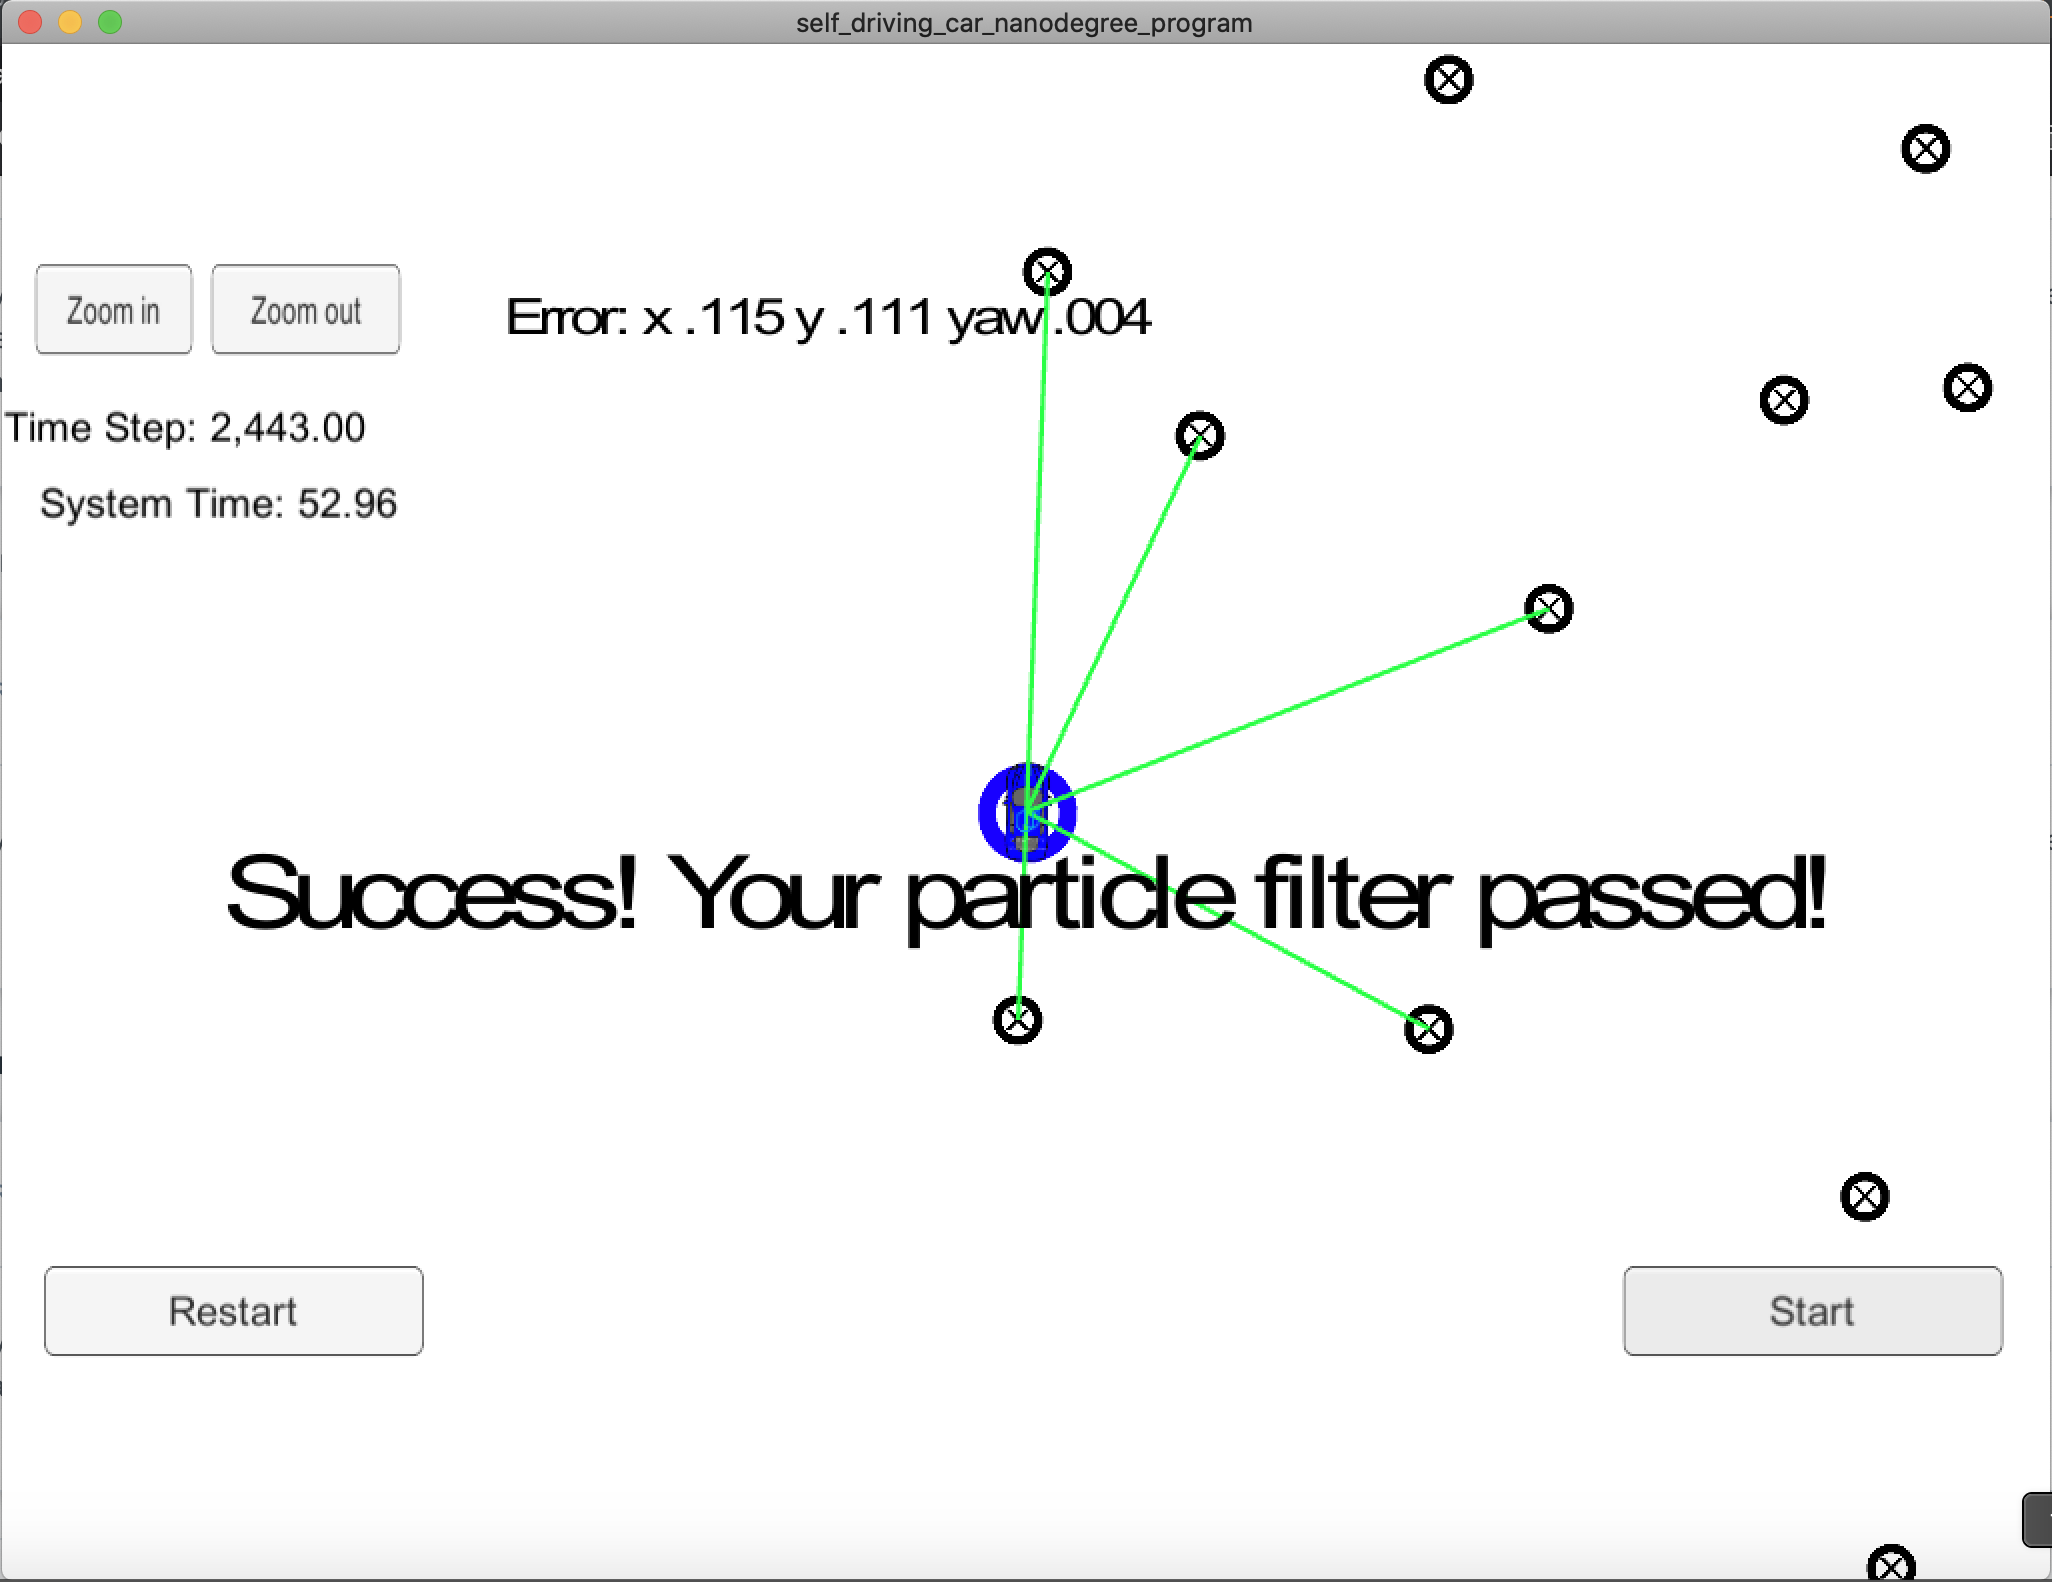 self_driving_car_nanodegree_program
Zoom in
Zoom out
Error: x .115 y .111 yaw .004
Time Step: 2,443.00
System Time: 52.96
Success! Your particle filter passed!
Restart
Start